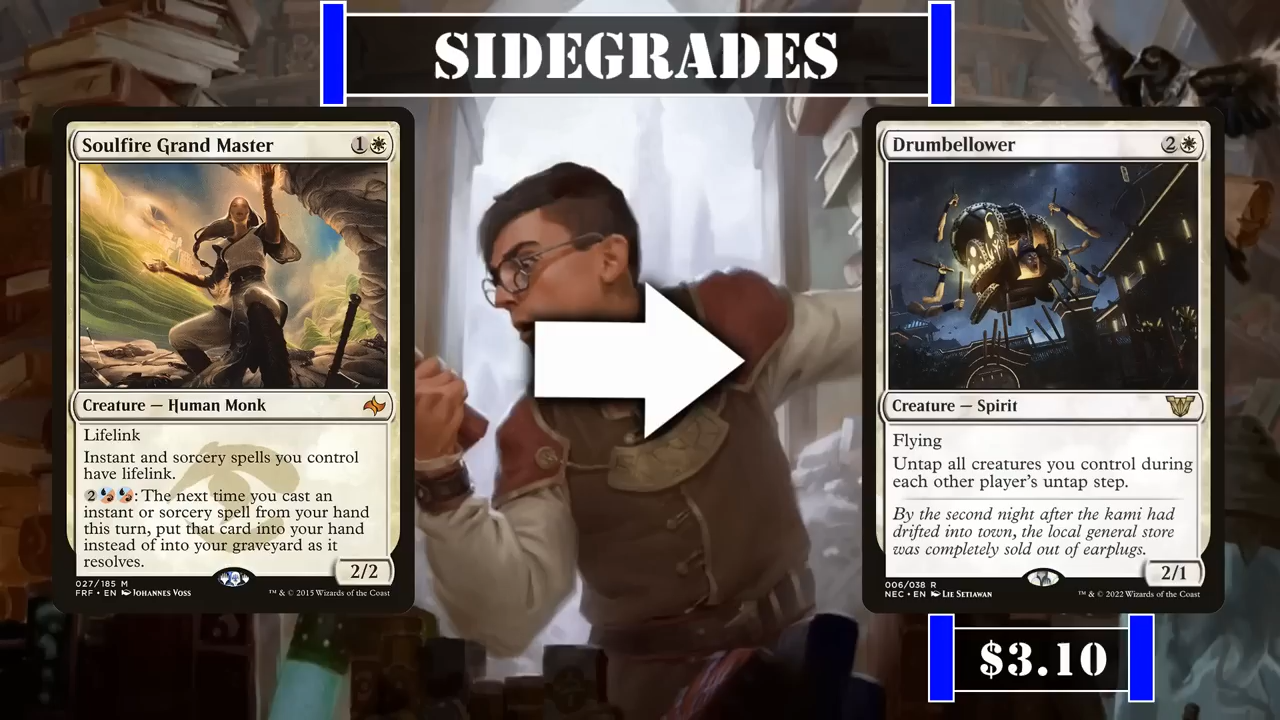 SIDEGRADES
Soulfire Grand Master 1
Creature — Human Monk
Lifelink
Instant and sorcery spells you control
have lifelink.
2: The next time you cast an
instant or sorcery spell from your hand
this turn, put that card into your hand
instead of into your graveyard as it
resolves.
2/2
027/185 M
FRF • EN Johannes Voss
™ & © 2015 Wizards of the Coast
Drumbellower 2
Creature — Spirit
Flying
Untap all creatures you control during
each other player's untap step.
By the second night after the kami had
drifted into town, the local general store
was completely sold out of earplugs.
2/1
006/038 R
NEC • EN Lie Setiawan
™ & © 2022 Wizards of the Coast
$3.10